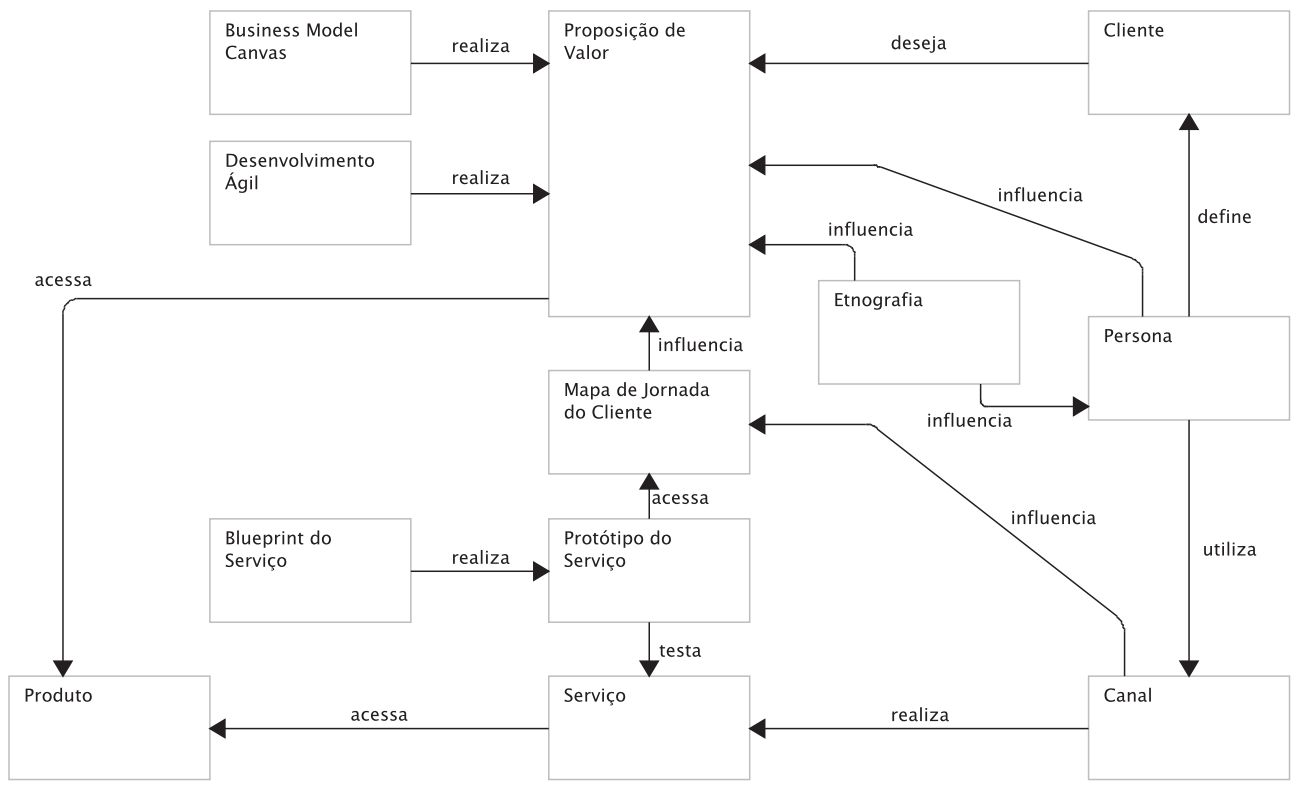 Business Model
Canvas
realiza
Proposição de
Valor
deseja
Cliente
Desenvolvimento
Ágil
realiza
influencia
define
influencia
acessa
Etnografia
influencia
Persona
Mapa de Jornada
do Cliente
influencia
acessa
influencia
Blueprint do
Serviço
realiza
Protótipo do
Serviço
utiliza
testa
Produto
acessa
Serviço
realiza
Canal